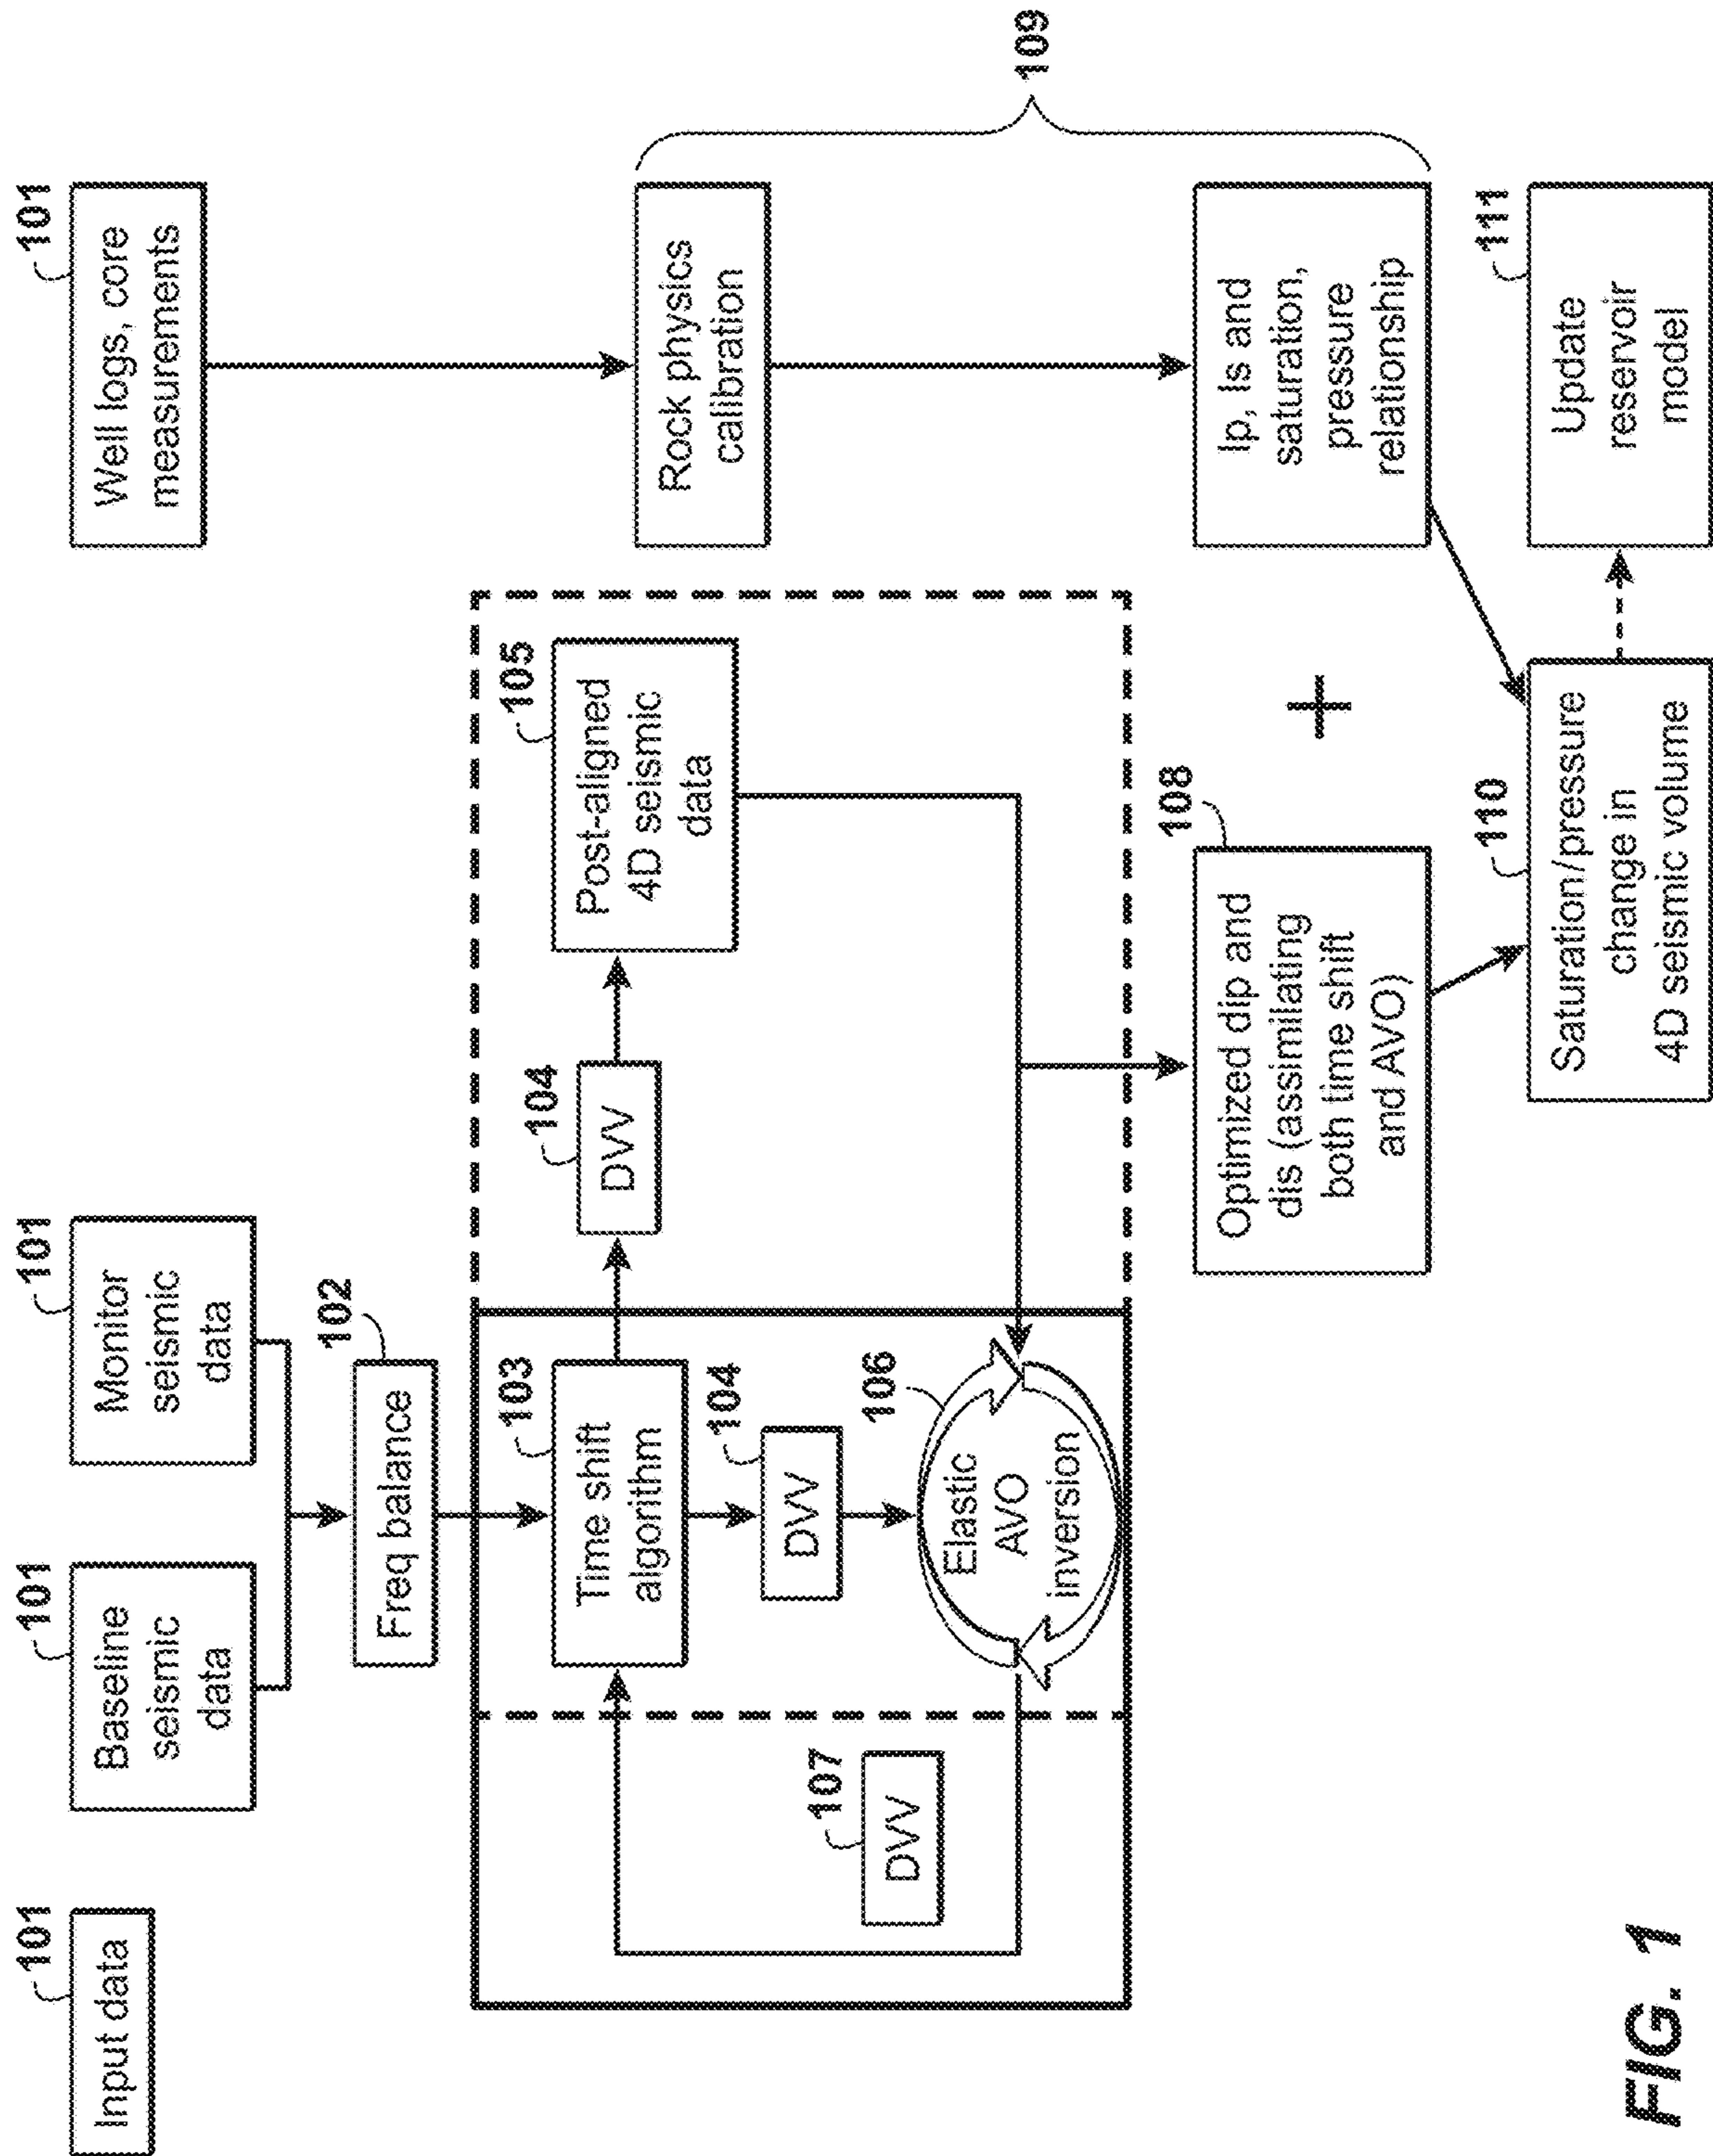 101
Input data
101
Baseline
seismic
data
101
Monitor
seismic
data
101
Well logs, core
measurements
102
Freq balance
103
Time shift
algorithm
104
DVV
105
Post-aligned
4D seismic
data
104
DVV
106
Elastic
AVO
inversion
107
DVV
Rock physics
calibration
109
108
Optimized dip and
dis (assimilating
both time shift
and AVO)
+
Ip, Is and
saturation,
pressure
relationship
110
Saturation/pressure
change in
4D seismic volume
111
Update
reservoir
model
FIG. 1